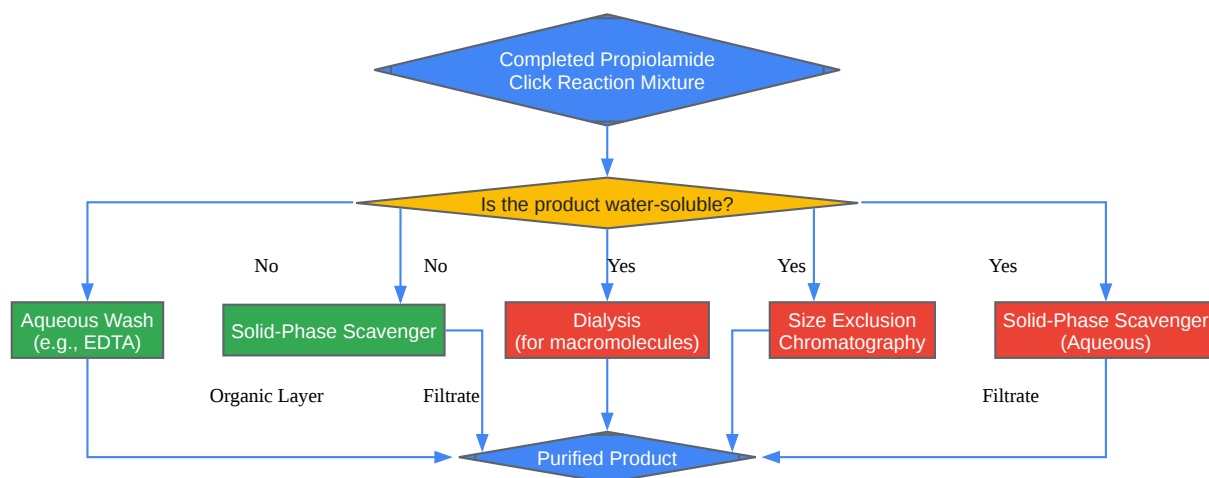 Completed Propiolamide
Click Reaction Mixture
Is the product water-soluble?
No
No
Yes
Yes
Yes
Aqueous Wash
(e.g., EDTA)
Solid-Phase Scavenger
Dialysis
(for macromolecules)
Size Exclusion
Chromatography
Solid-Phase Scavenger
(Aqueous)
Organic Layer
Filtrate
Filtrate
Purified Product